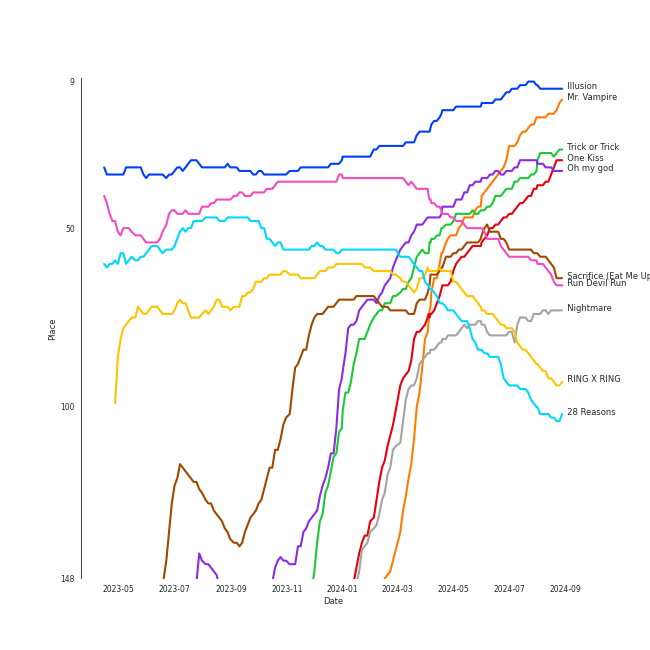 9
Illusion
Mr. Vampire
Trick or Trick
One Kiss
Oh my god
50
Sacrifice (Eat Me Up
Run Devil Run
Nightmare
Place
RING X RING
100
28 Reasons
148
2023-05 2023-07 2023-09 2023-11 2024-01 2024-03 2024-05 2024-07 2024-09
Date